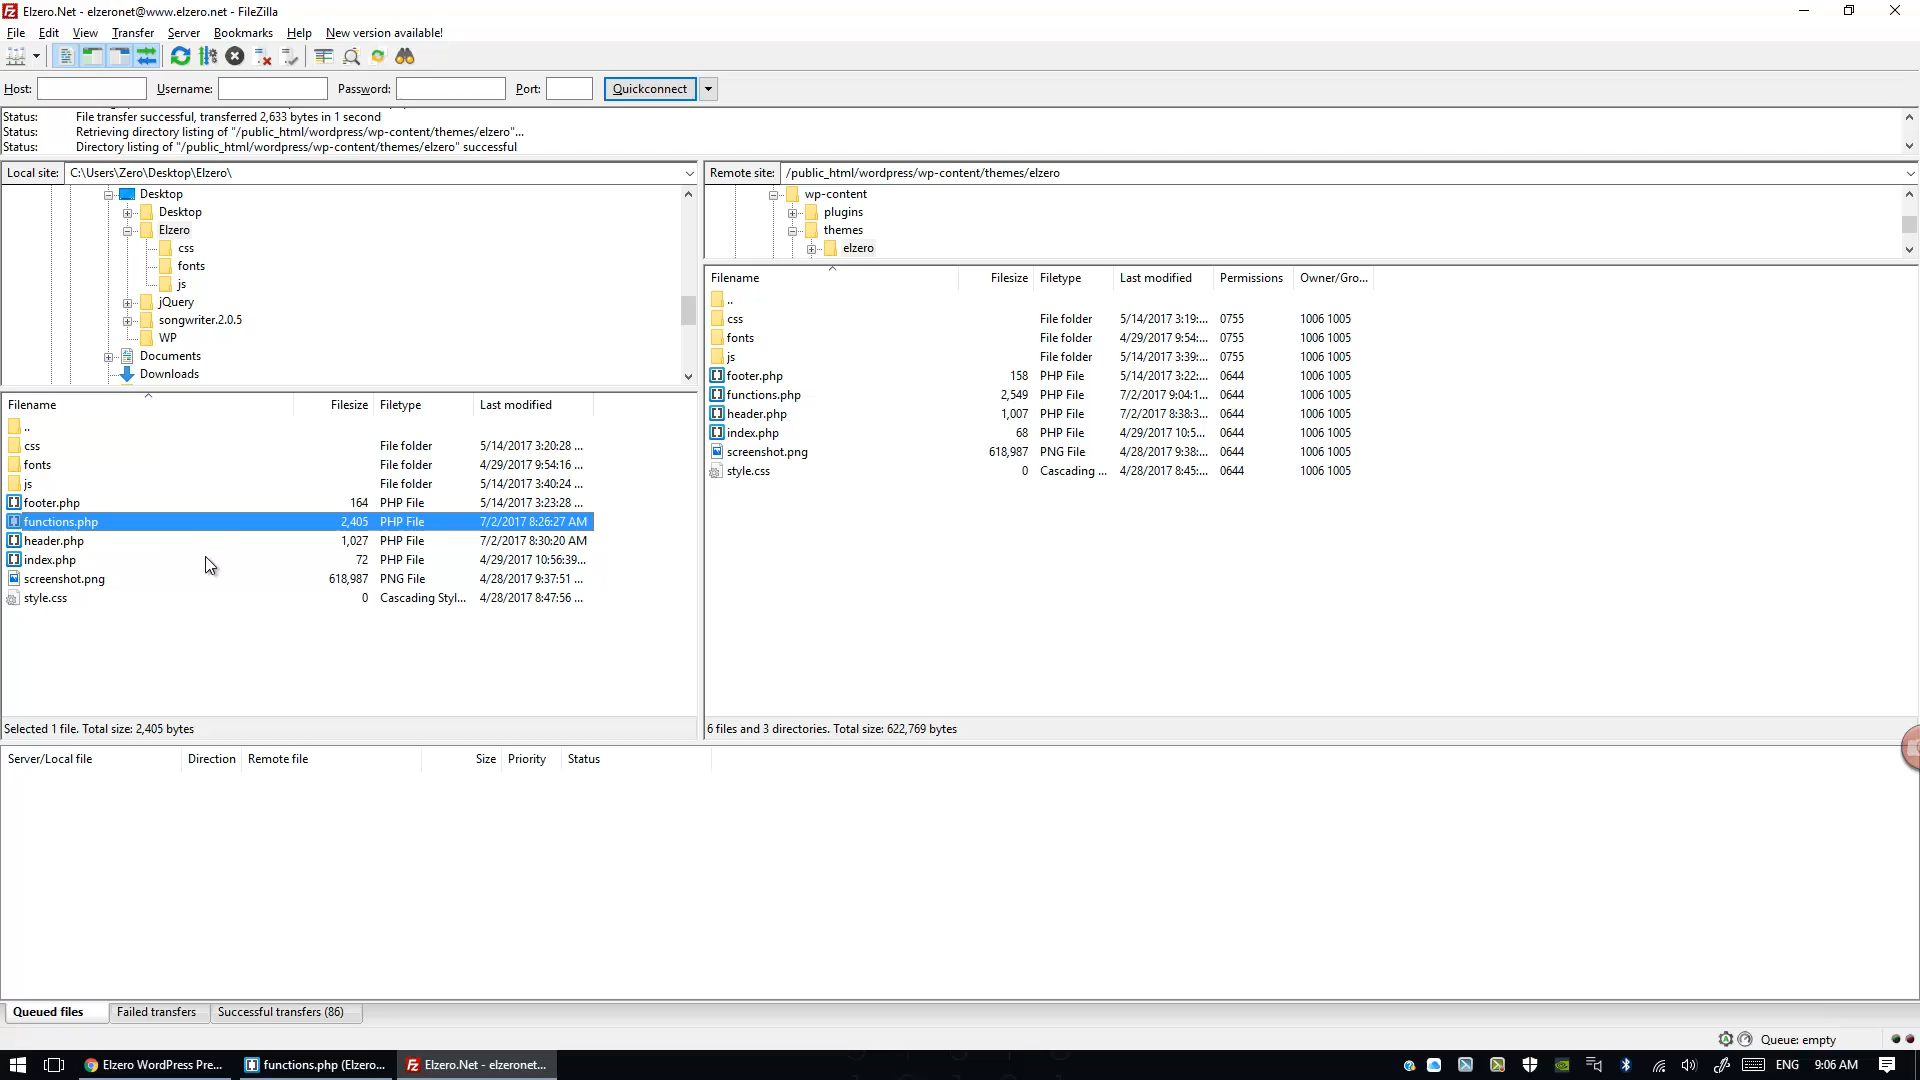 Elzero.Net - elzeronet@www.elzero.net - FileZilla
File Edit View Transfer Server Bookmarks Help New version available!
Host: Username: Password: Port: Quickconnect
Status: File transfer successful, transferred 2,633 bytes in 1 second
Status: Retrieving directory listing of "/public_html/wordpress/wp-content/themes/elzero"...
Status: Directory listing of "/public_html/wordpress/wp-content/themes/elzero" successful
Local site: C:\Users\Zero\Desktop\Elzero\
Desktop
Desktop
Elzero
css
fonts
js
jQuery
songwriter.2.0.5
WP
Documents
Downloads
Filename Filesize Filetype Last modified
..
css File folder 5/14/2017 3:20:28 ...
fonts File folder 4/29/2017 9:54:16 ...
js File folder 5/14/2017 3:40:24 ...
footer.php 164 PHP File 5/14/2017 3:23:28 ...
functions.php 2,405 PHP File 7/2/2017 8:26:27 AM
header.php 1,027 PHP File 7/2/2017 8:30:20 AM
index.php 72 PHP File 4/29/2017 10:56:39...
screenshot.png 618,987 PNG File 4/28/2017 9:37:51 ...
style.css 0 Cascading Styl... 4/28/2017 8:47:56 ...
Selected 1 file. Total size: 2,405 bytes
Remote site: /public_html/wordpress/wp-content/themes/elzero
wp-content
plugins
themes
elzero
Filename Filesize Filetype Last modified Permissions Owner/Gro...
..
css File folder 5/14/2017 3:19:... 0755 1006 1005
fonts File folder 4/29/2017 9:54:... 0755 1006 1005
js File folder 5/14/2017 3:39:... 0755 1006 1005
footer.php 158 PHP File 5/14/2017 3:22:... 0644 1006 1005
functions.php 2,549 PHP File 7/2/2017 9:04:1... 0644 1006 1005
header.php 1,007 PHP File 7/2/2017 8:38:3... 0644 1006 1005
index.php 68 PHP File 4/29/2017 10:5... 0644 1006 1005
screenshot.png 618,987 PNG File 4/28/2017 9:38:... 0644 1006 1005
style.css 0 Cascading ... 4/28/2017 8:45:... 0644 1006 1005
6 files and 3 directories. Total size: 622,769 bytes
Server/Local file Direction Remote file Size Priority Status
Queued files Failed transfers Successful transfers (86)
Queue: empty
Elzero WordPress Pre... functions.php (Elzero... Elzero.Net - elzeronet... ENG 9:06 AM